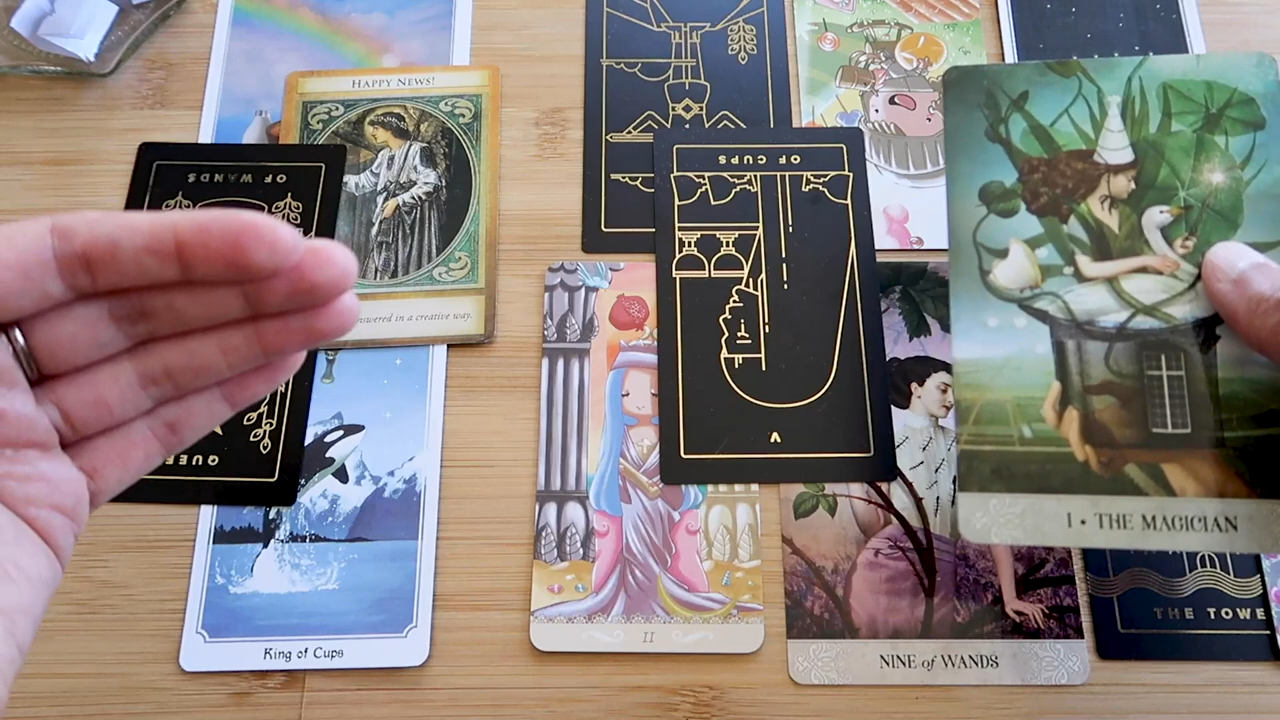 HAPPY NEWS!
answered in a creative way.
OF WANDS
OF CUPS
V
King of Cups
II
NINE of WANDS
I • THE MAGICIAN
THE TOWE